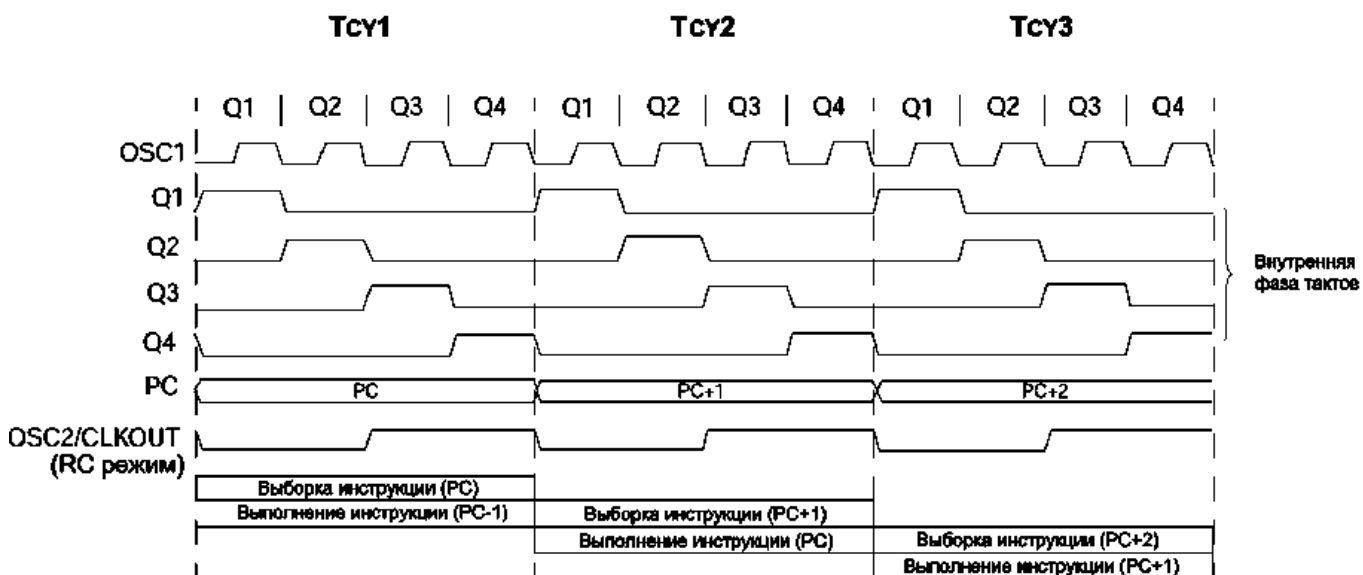 TCY1 TCY2 TCY3
Q1 Q2 Q3 Q4 Q1 Q2 Q3 Q4 Q1 Q2 Q3 Q4
OSC1
Q1
Q2
Внутренняя
фаза тактов
Q3
Q4
PC PC PC+1 PC+2
OSC2/CLKOUT
(RC режим)
Выборка инструкции (PC)
Выполнение инструкции (PC-1) Выборка инструкции (PC+1)
Выполнение инструкции (PC) Выборка инструкции (PC+2)
Выполнение инструкции (PC+1)